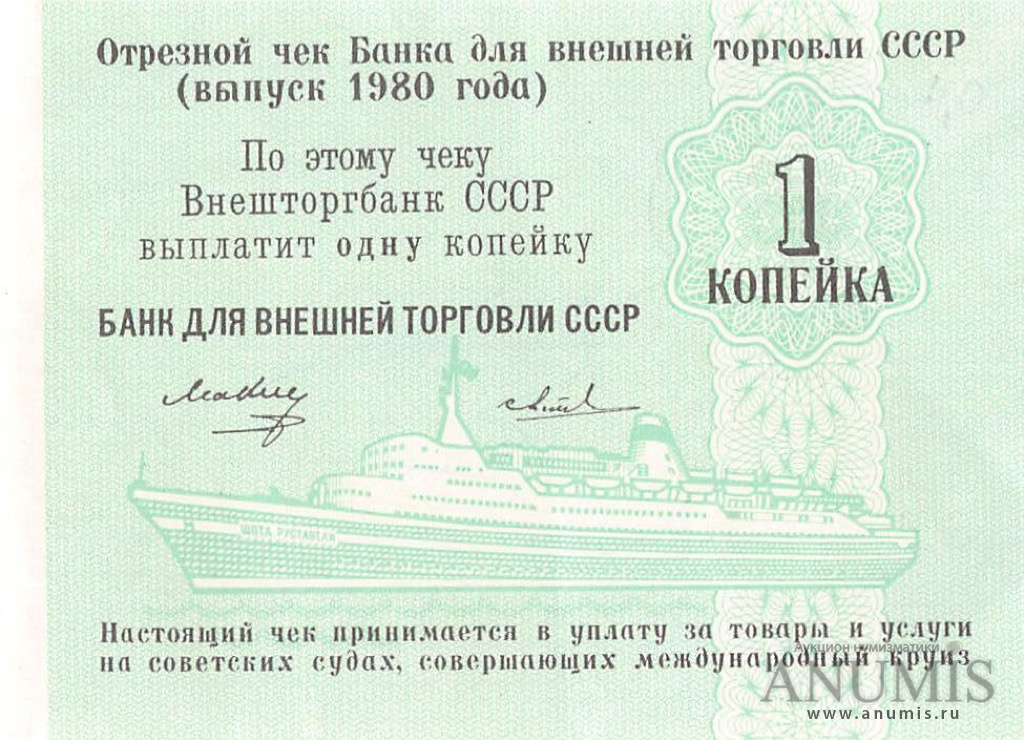 Отрезной чек Банка для внешней торговли СССР
(выпуск 1980 года)
По этому чеку
Внешторгбанк СССР
выплатит одну копейку
1
КОПЕЙКА
БАНК ДЛЯ ВНЕШНЕЙ ТОРГОВЛИ СССР
ШОТА РУСТАВЕЛИ
Настоящий чек принимается в уплату за товары и услуги
на советских судах, совершающих международный круиз
Аукцион нумизматики
ANUMIS
www.anumis.ru